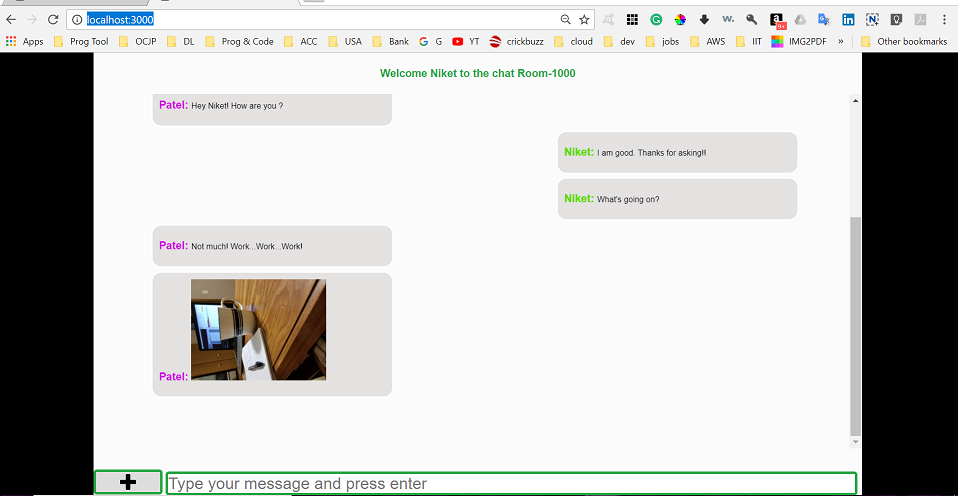 localhost:3000
9+
Apps Prog Tool OCJP DL Prog & Code ACC USA Bank G YT crickbuzz cloud dev jobs AWS IIT IMG2PDF » Other bookmarks
Welcome Niket to the chat Room-1000
Patel: Hey Niket! How are you ?
Niket: I am good. Thanks for asking!!
Niket: What's going on?
Patel: Not much! Work...Work...Work!
Patel:
Type your message and press enter